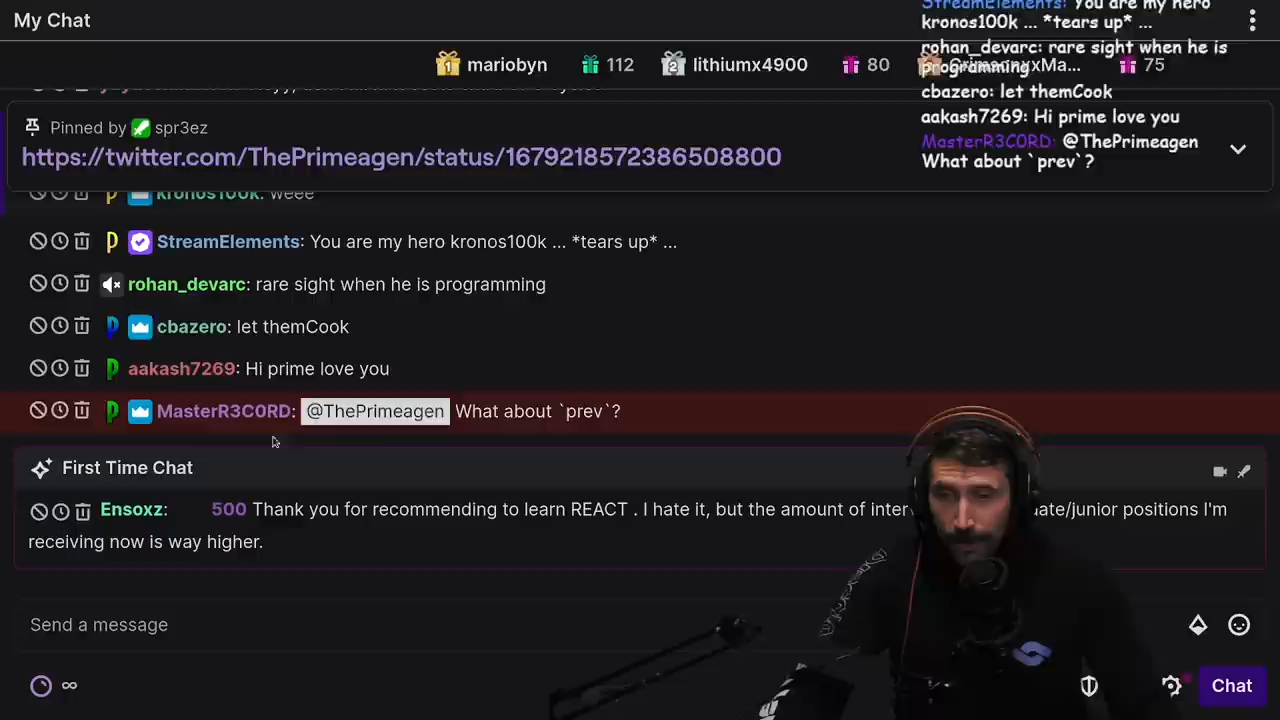 My Chat
StreamElements: You are my hero
kronos100k ... *tears up* ...
rohan_devarc: rare sight when he is
programming
cbazero: let themCook
aakash7269: Hi prime love you
MasterR3C0RD: @ThePrimeagen
What about `prev`?
1 mariobyn 112 2 lithiumx4900 80 75
Pinned by spr3ez
https://twitter.com/ThePrimeagen/status/1679218572386508800
kronos100k: weee
StreamElements: You are my hero kronos100k ... *tears up* ...
rohan_devarc: rare sight when he is programming
cbazero: let themCook
aakash7269: Hi prime love you
MasterR3C0RD: @ThePrimeagen What about `prev`?
First Time Chat
Ensoxz: 500 Thank you for recommending to learn REACT . I hate it, but the amount of positions I'm
receiving now is way higher.
Send a message
∞
Chat